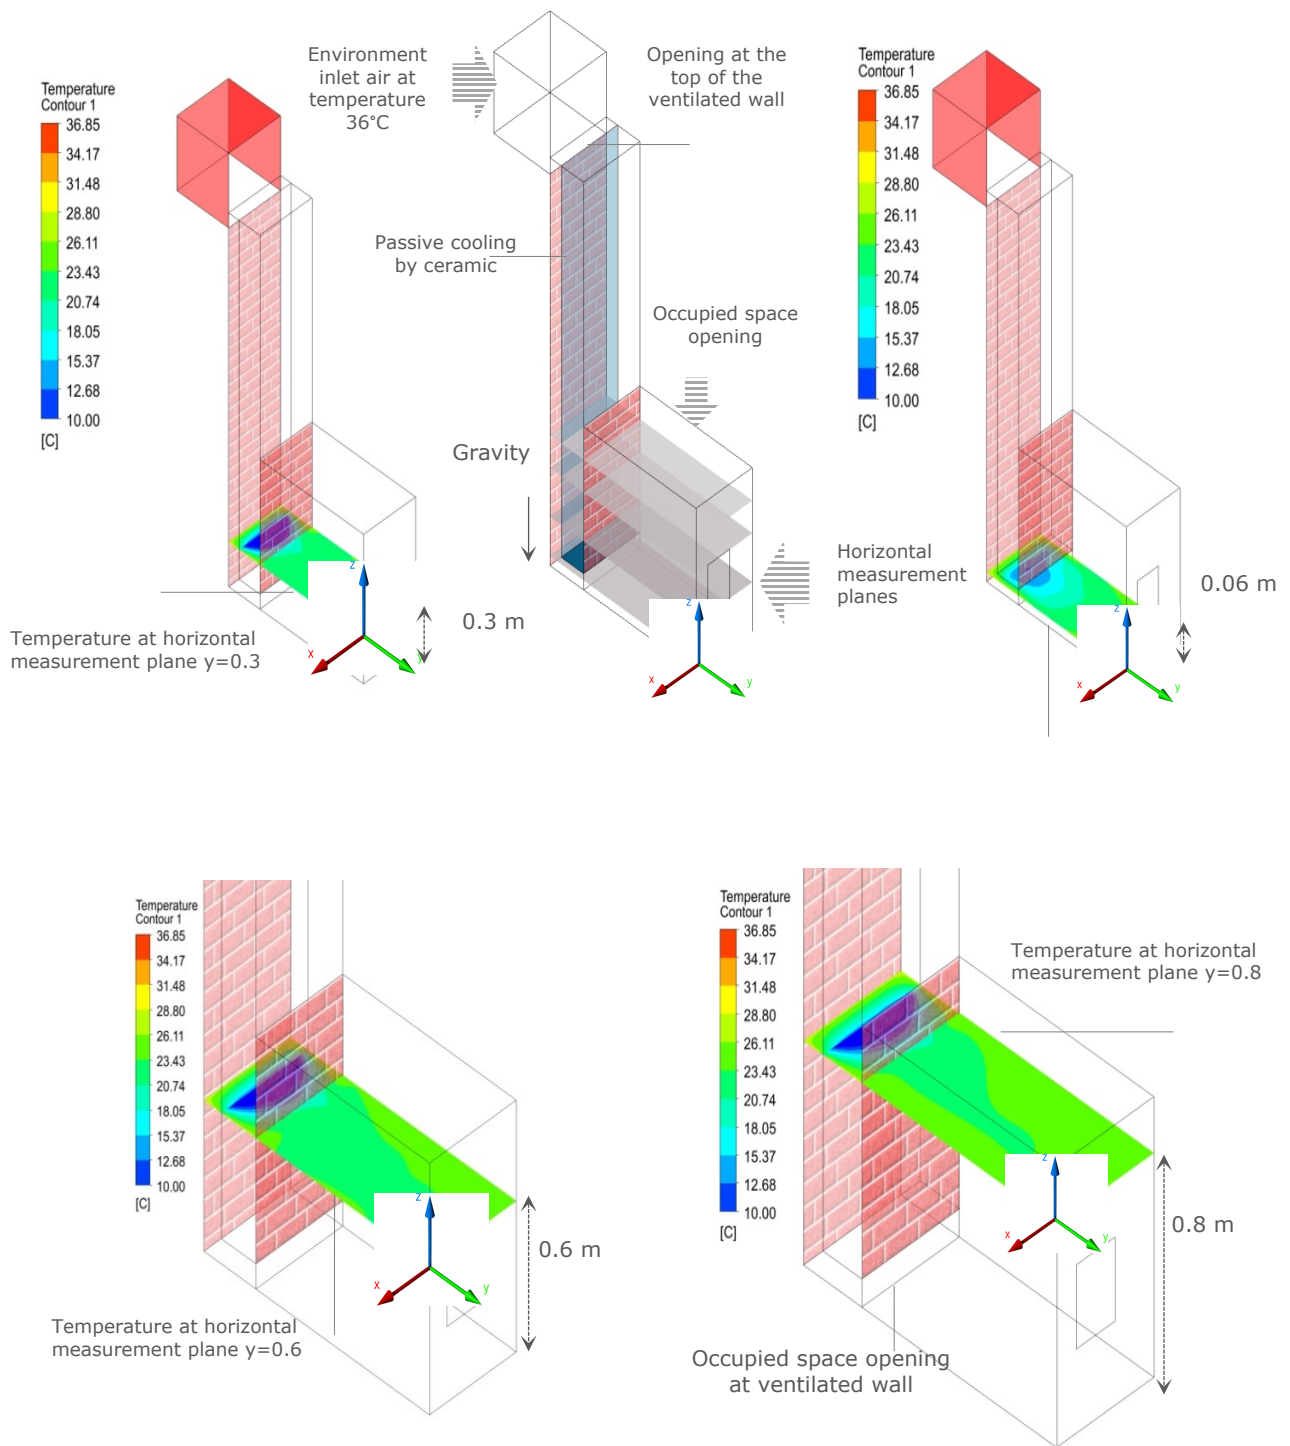 Temperature
Contour 1
36.85
34.17
31.48
28.80
26.11
23.43
20.74
18.05
15.37
12.68
10.00
[C]
Environment
inlet air at
temperature
36°C
Opening at the
top of the
ventilated wall
Passive cooling
by ceramic
Occupied space
opening
Gravity
Horizontal
measurement
planes
z
x
y
Temperature
Contour 1
36.85
34.17
31.48
28.80
26.11
23.43
20.74
18.05
15.37
12.68
10.00
[C]
0.06 m
z
x
y
z
x
y
0.3 m
Temperature at horizontal
measurement plane y=0.3
Temperature
Contour 1
36.85
34.17
31.48
28.80
26.11
23.43
20.74
18.05
15.37
12.68
10.00
[C]
z
x
y
0.6 m
Temperature at horizontal
measurement plane y=0.6
Temperature
Contour 1
36.85
34.17
31.48
28.80
26.11
23.43
20.74
18.05
15.37
12.68
10.00
[C]
Temperature at horizontal
measurement plane y=0.8
z
x
y
0.8 m
Occupied space opening
at ventilated wall